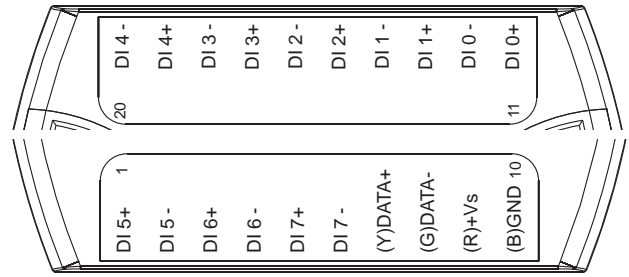 DI 4 -
DI 4+
DI 3 -
DI 3+
DI 2 -
DI 2+
DI 1 -
DI 1+
DI 0 -
DI 0+
20
11
1
10
DI 5+
DI 5 -
DI 6+
DI 6 -
DI 7+
DI 7 -
(Y)DATA+
(G)DATA-
(R)+Vs
(B)GND